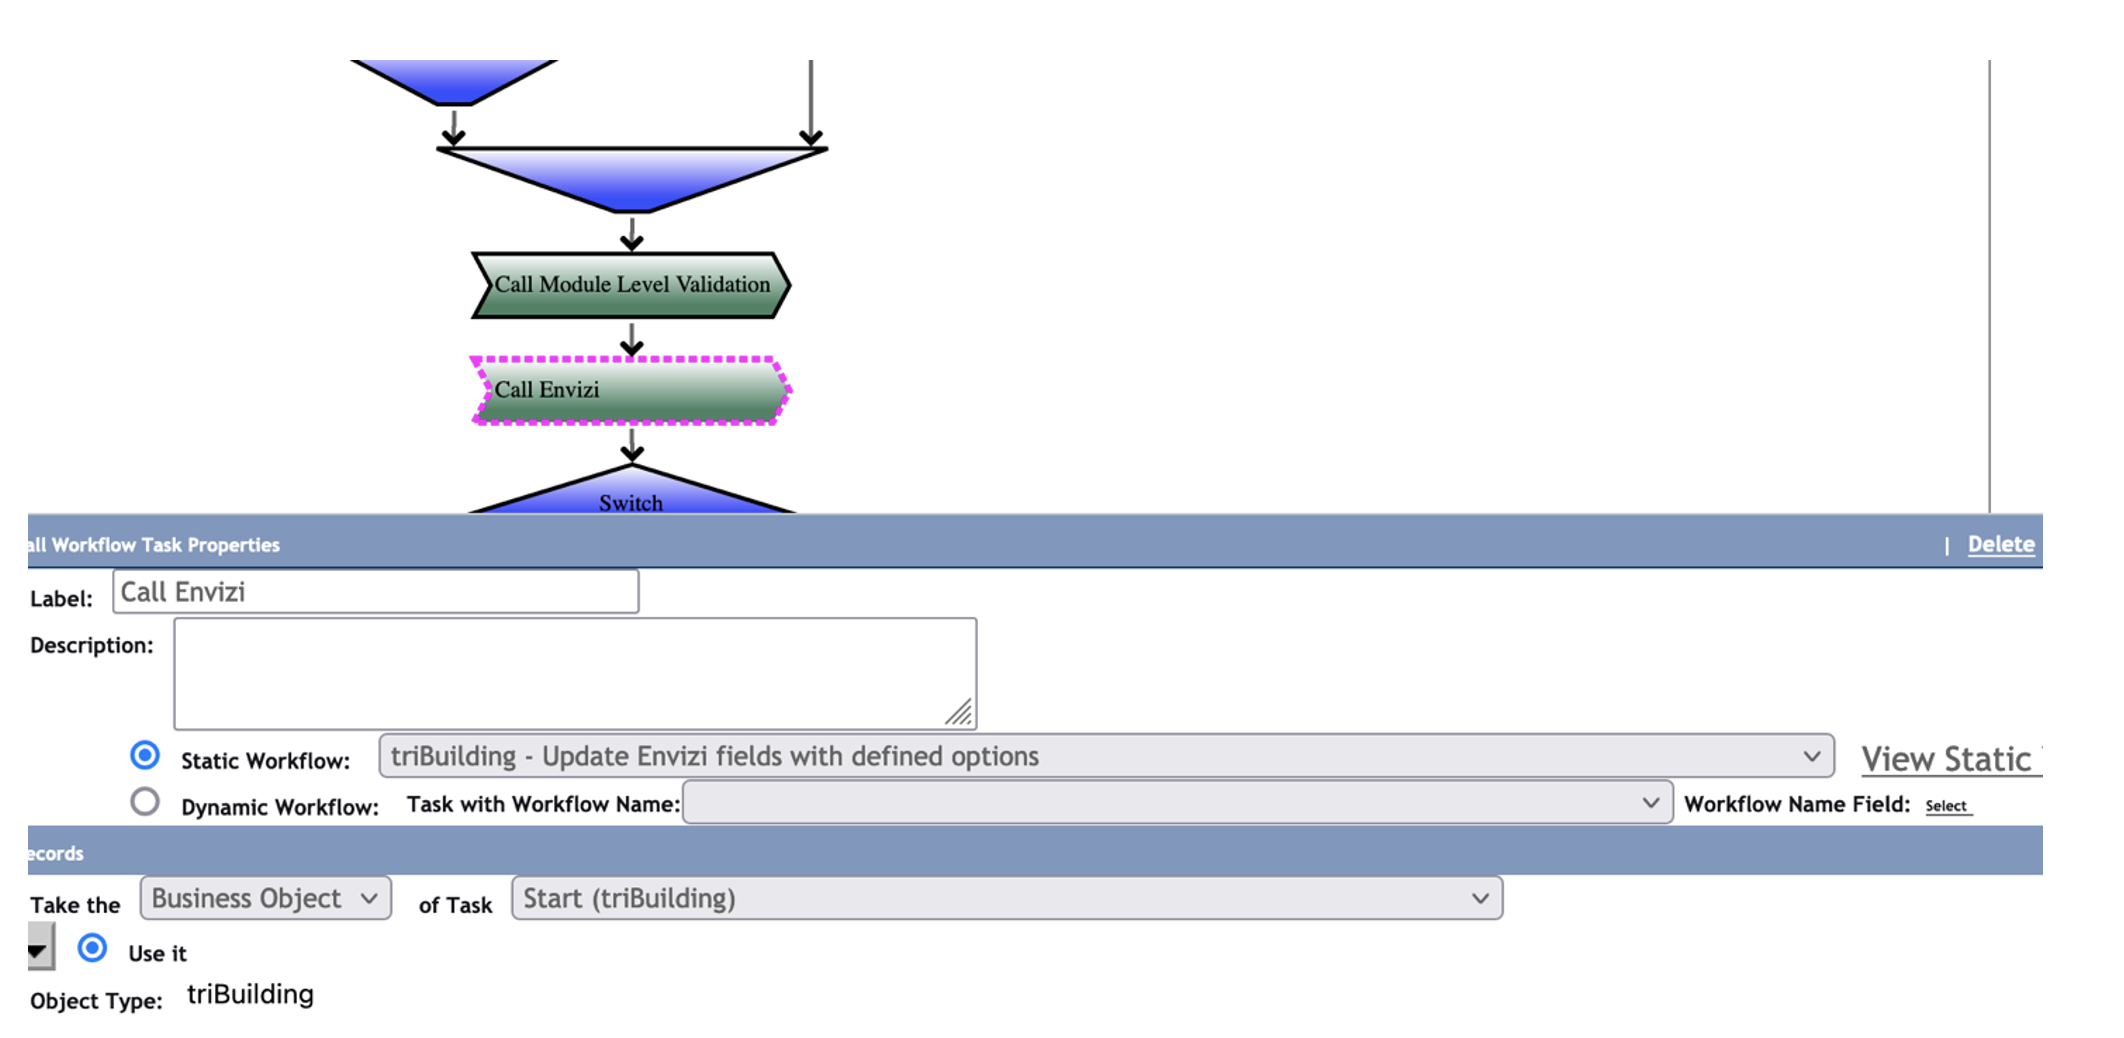 Call Module Level Validation
Call Envizi
Switch
all Workflow Task Properties | Delete
Label: Call Envizi
Description:
Static Workflow: triBuilding - Update Envizi fields with defined options View Static
Dynamic Workflow: Task with Workflow Name: Workflow Name Field: Select
ecords
Take the Business Object of Task Start (triBuilding)
Use it
Object Type: triBuilding